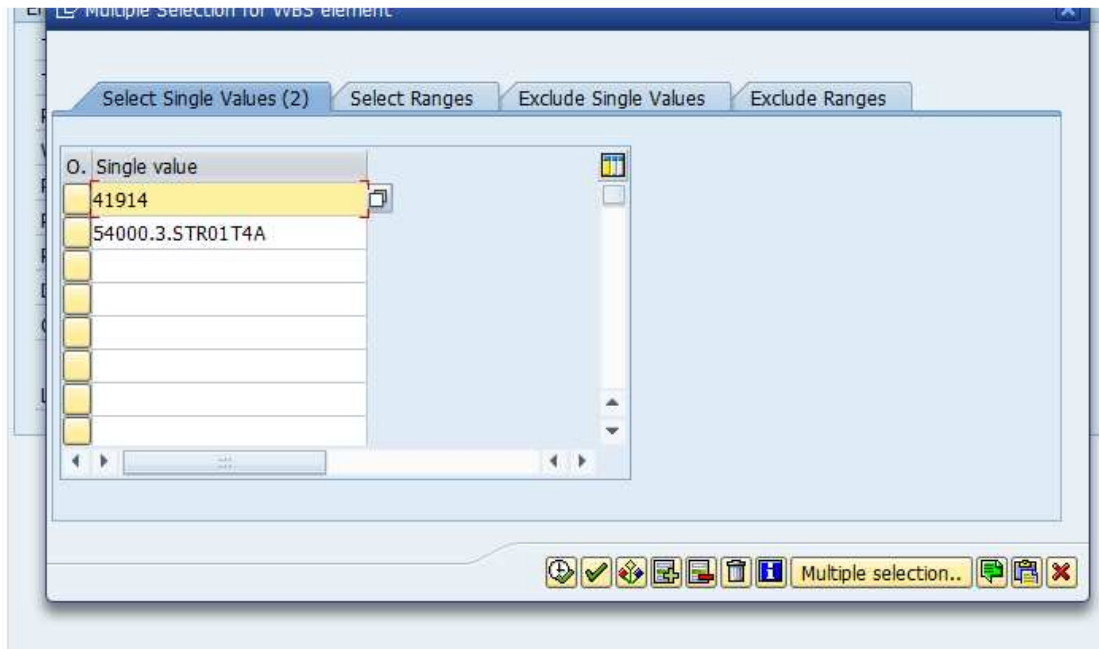 Multiple Selection for WBS element
Select Single Values (2) Select Ranges Exclude Single Values Exclude Ranges
O. Single value
41914
54000.3.STR01T4A
Multiple selection..